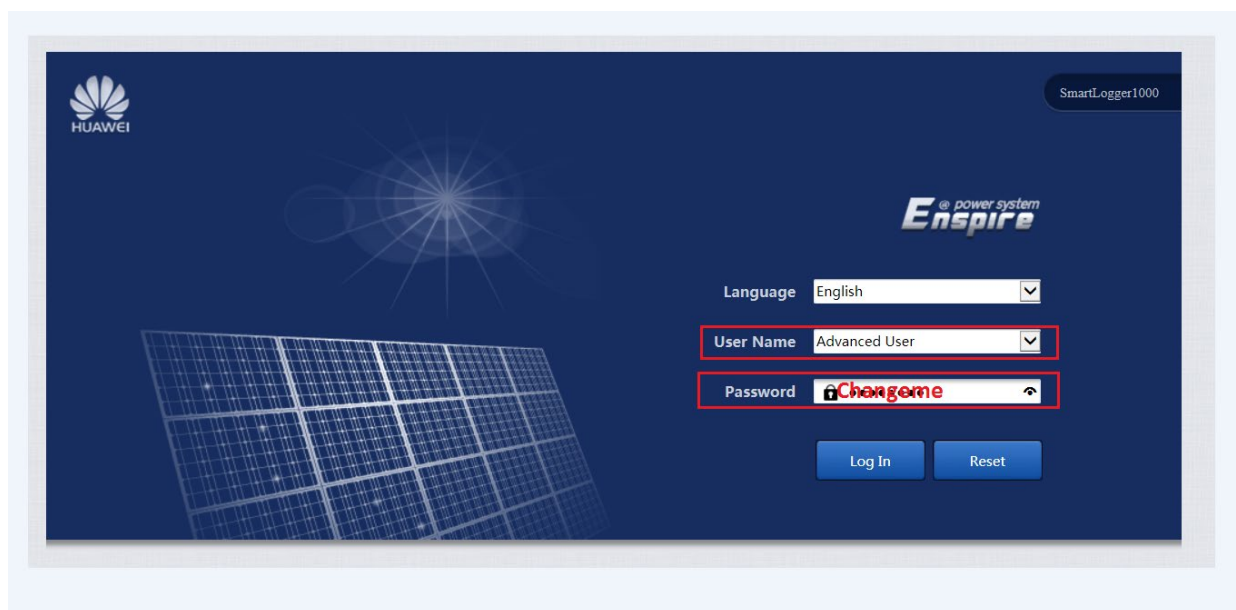 HUAWEI
SmartLogger1000
Enspire @ power system
Language English
User Name Advanced User
Password Changeme
Log In Reset